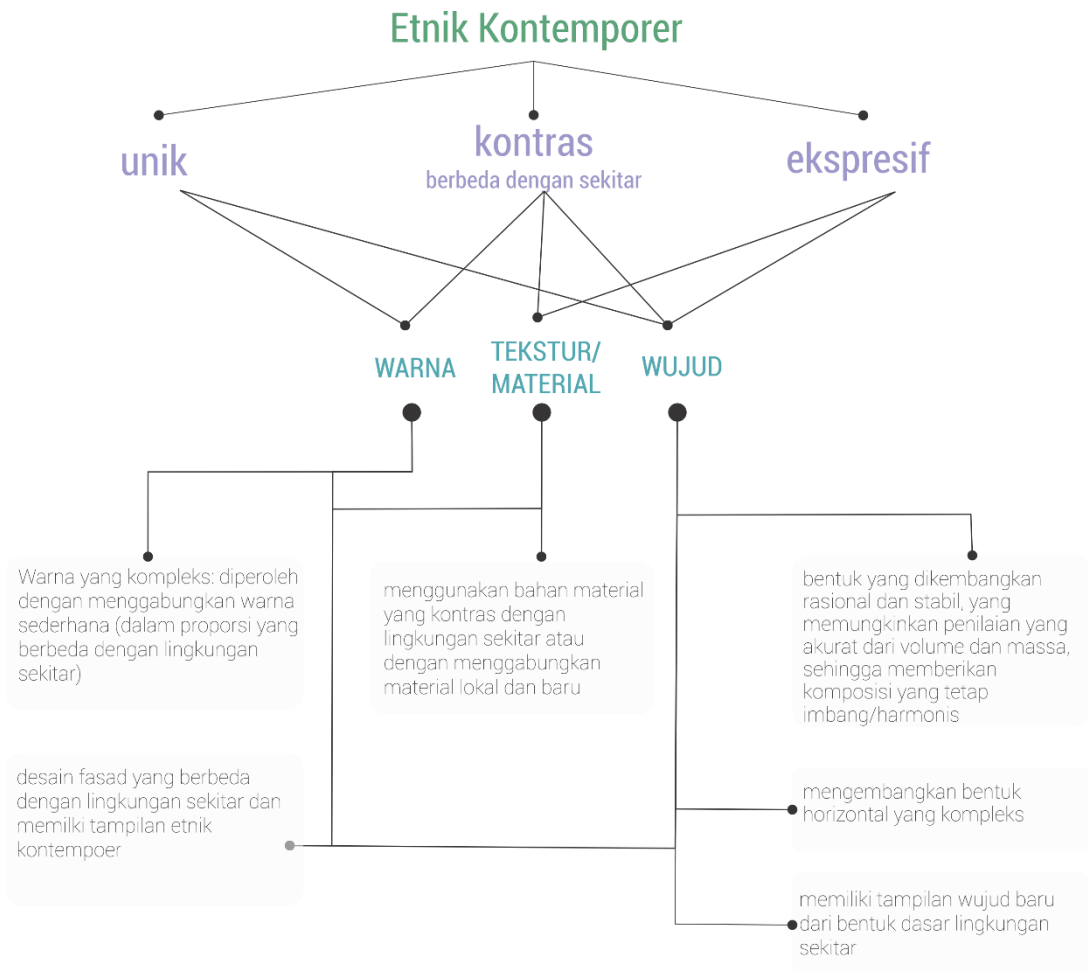 Etnik Kontemporer
unik
kontras
berbeda dengan sekitar
ekspresif
WARNA
TEKSTUR/
MATERIAL
WUJUD
Warna yang kompleks: diperoleh
dengan menggabungkan warna
sederhana (dalam proporsi yang
berbeda dengan lingkungan
sekitar)
menggunakan bahan material
yang kontras dengan
lingkungan sekitar atau
dengan menggabungkan
material lokal dan baru
bentuk yang dikembangkan
rasional dan stabil, yang
memungkinkan penilaian yang
akurat dari volume dan massa,
sehingga memberikan
komposisi yang tetap
imbang/harmonis
desain fasad yang berbeda
dengan lingkungan sekitar dan
memilki tampilan etnik
kontempoer
mengembangkan bentuk
horizontal yang kompleks
memiliki tampilan wujud baru
dari bentuk dasar lingkungan
sekitar